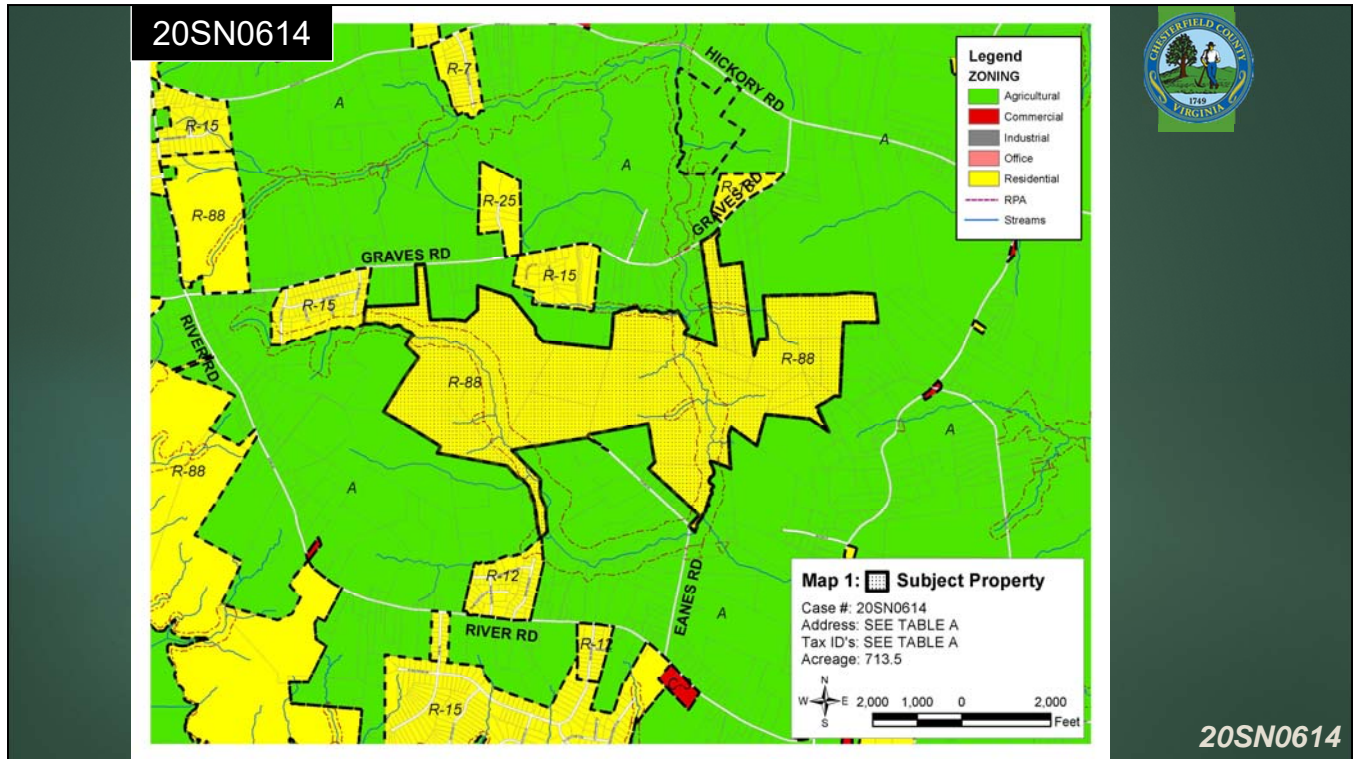 20SN0614
HICKORY RD
R-7
A
R-15
A
A
R-88
R-25
GRAVES RD
GRAVES RD
R-15
R-15
RIVER RD
R-88
R-88
A
R-88
A
R-12
EANES RD
A
RIVER RD
R-12
R-15
Legend
ZONING
Agricultural
Commercial
Industrial
Office
Residential
RPA
Streams
CHESTERFIELD COUNTY
1749
VIRGINIA
Map 1: Subject Property
Case #: 20SN0614
Address: SEE TABLE A
Tax ID's: SEE TABLE A
Acreage: 713.5
N
W E
S
2,000 1,000 0 2,000
Feet
20SN0614